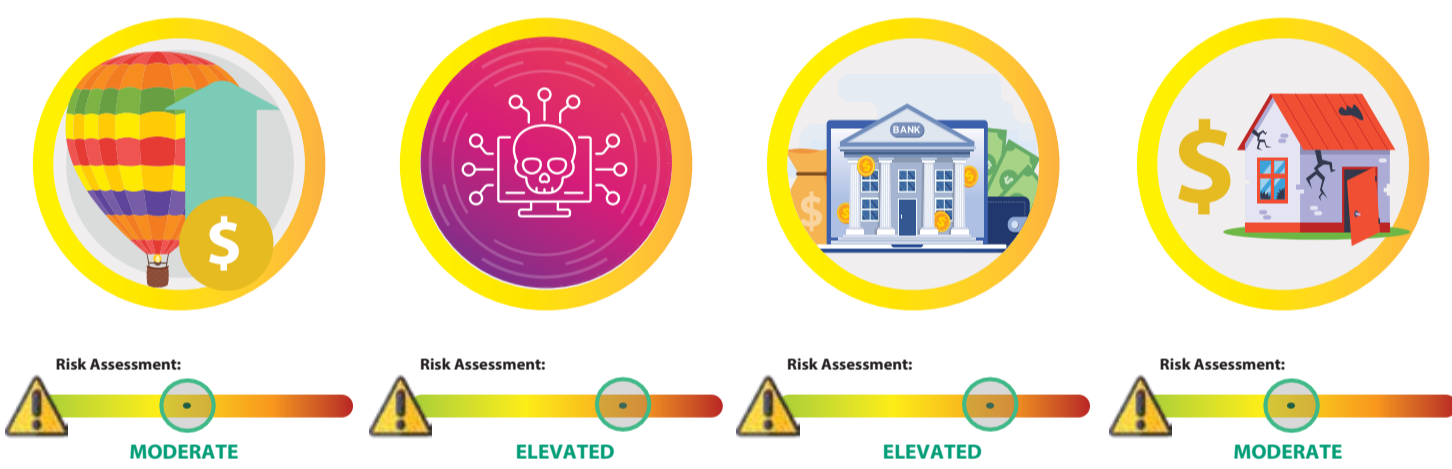 $
BANK
$
$
Risk Assessment:
Risk Assessment:
Risk Assessment:
Risk Assessment:
MODERATE
ELEVATED
ELEVATED
MODERATE